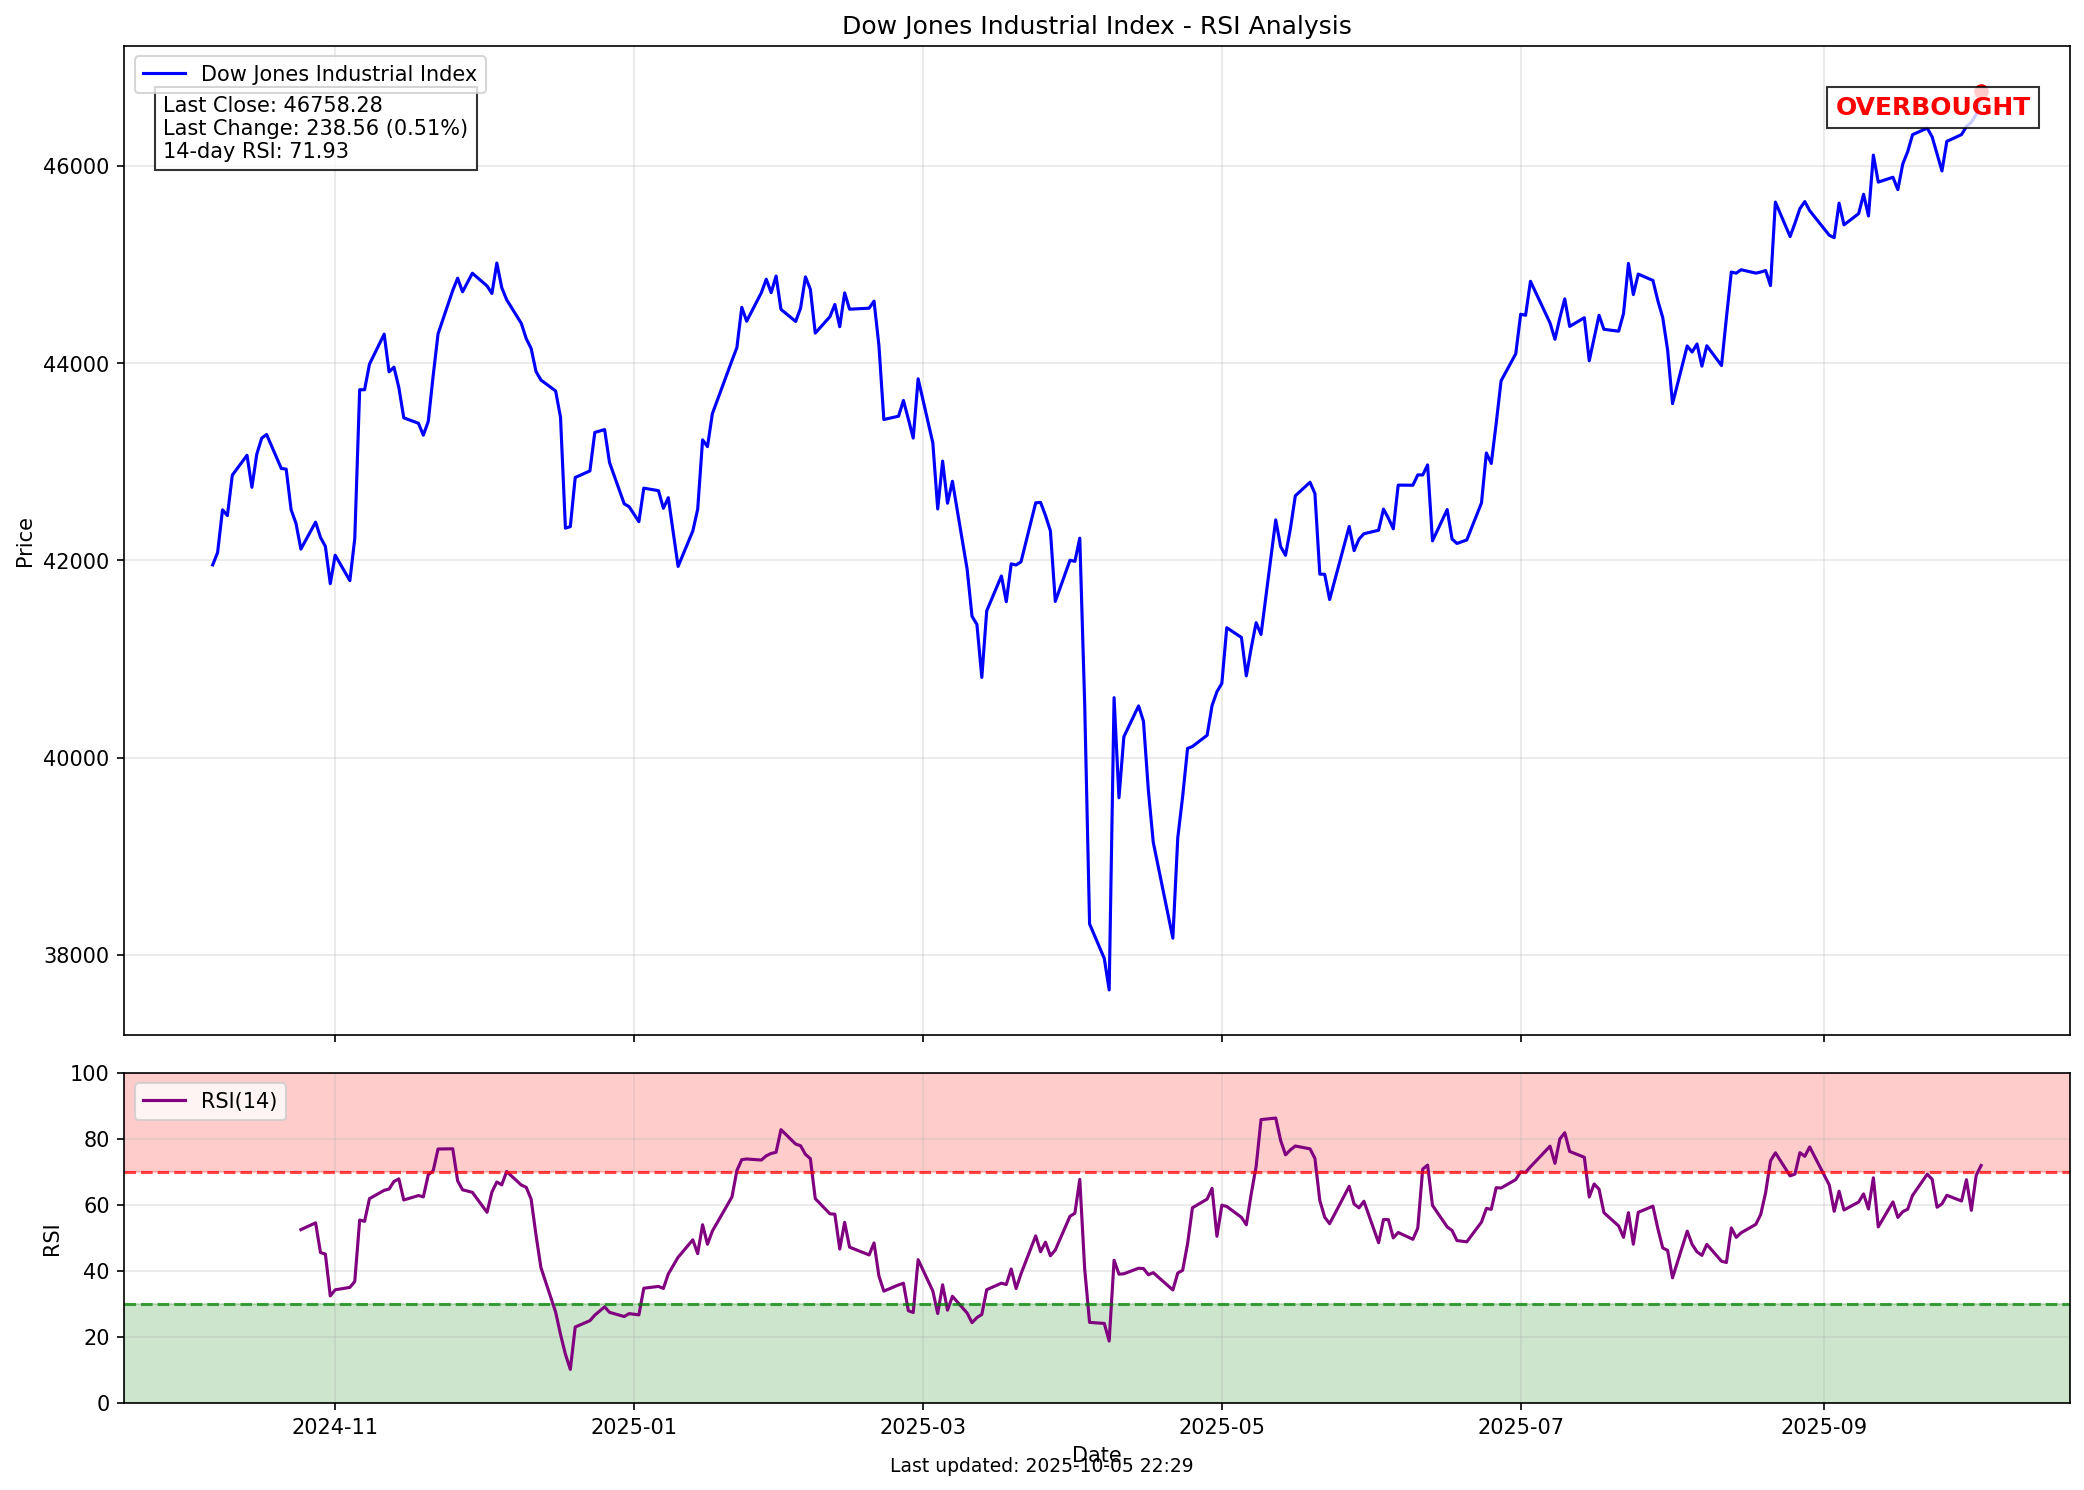 Dow Jones Industrial Index - RSI Analysis
Dow Jones Industrial Index
Last Close: 46758.28
Last Change: 238.56 (0.51%)
14-day RSI: 71.93
OVERBOUGHT
Price
46000
44000
42000
40000
38000
RSI(14)
RSI
100
80
60
40
20
0
2024-11
2025-01
2025-03
2025-05
2025-07
2025-09
Date
Last updated: 2025-10-05 22:29